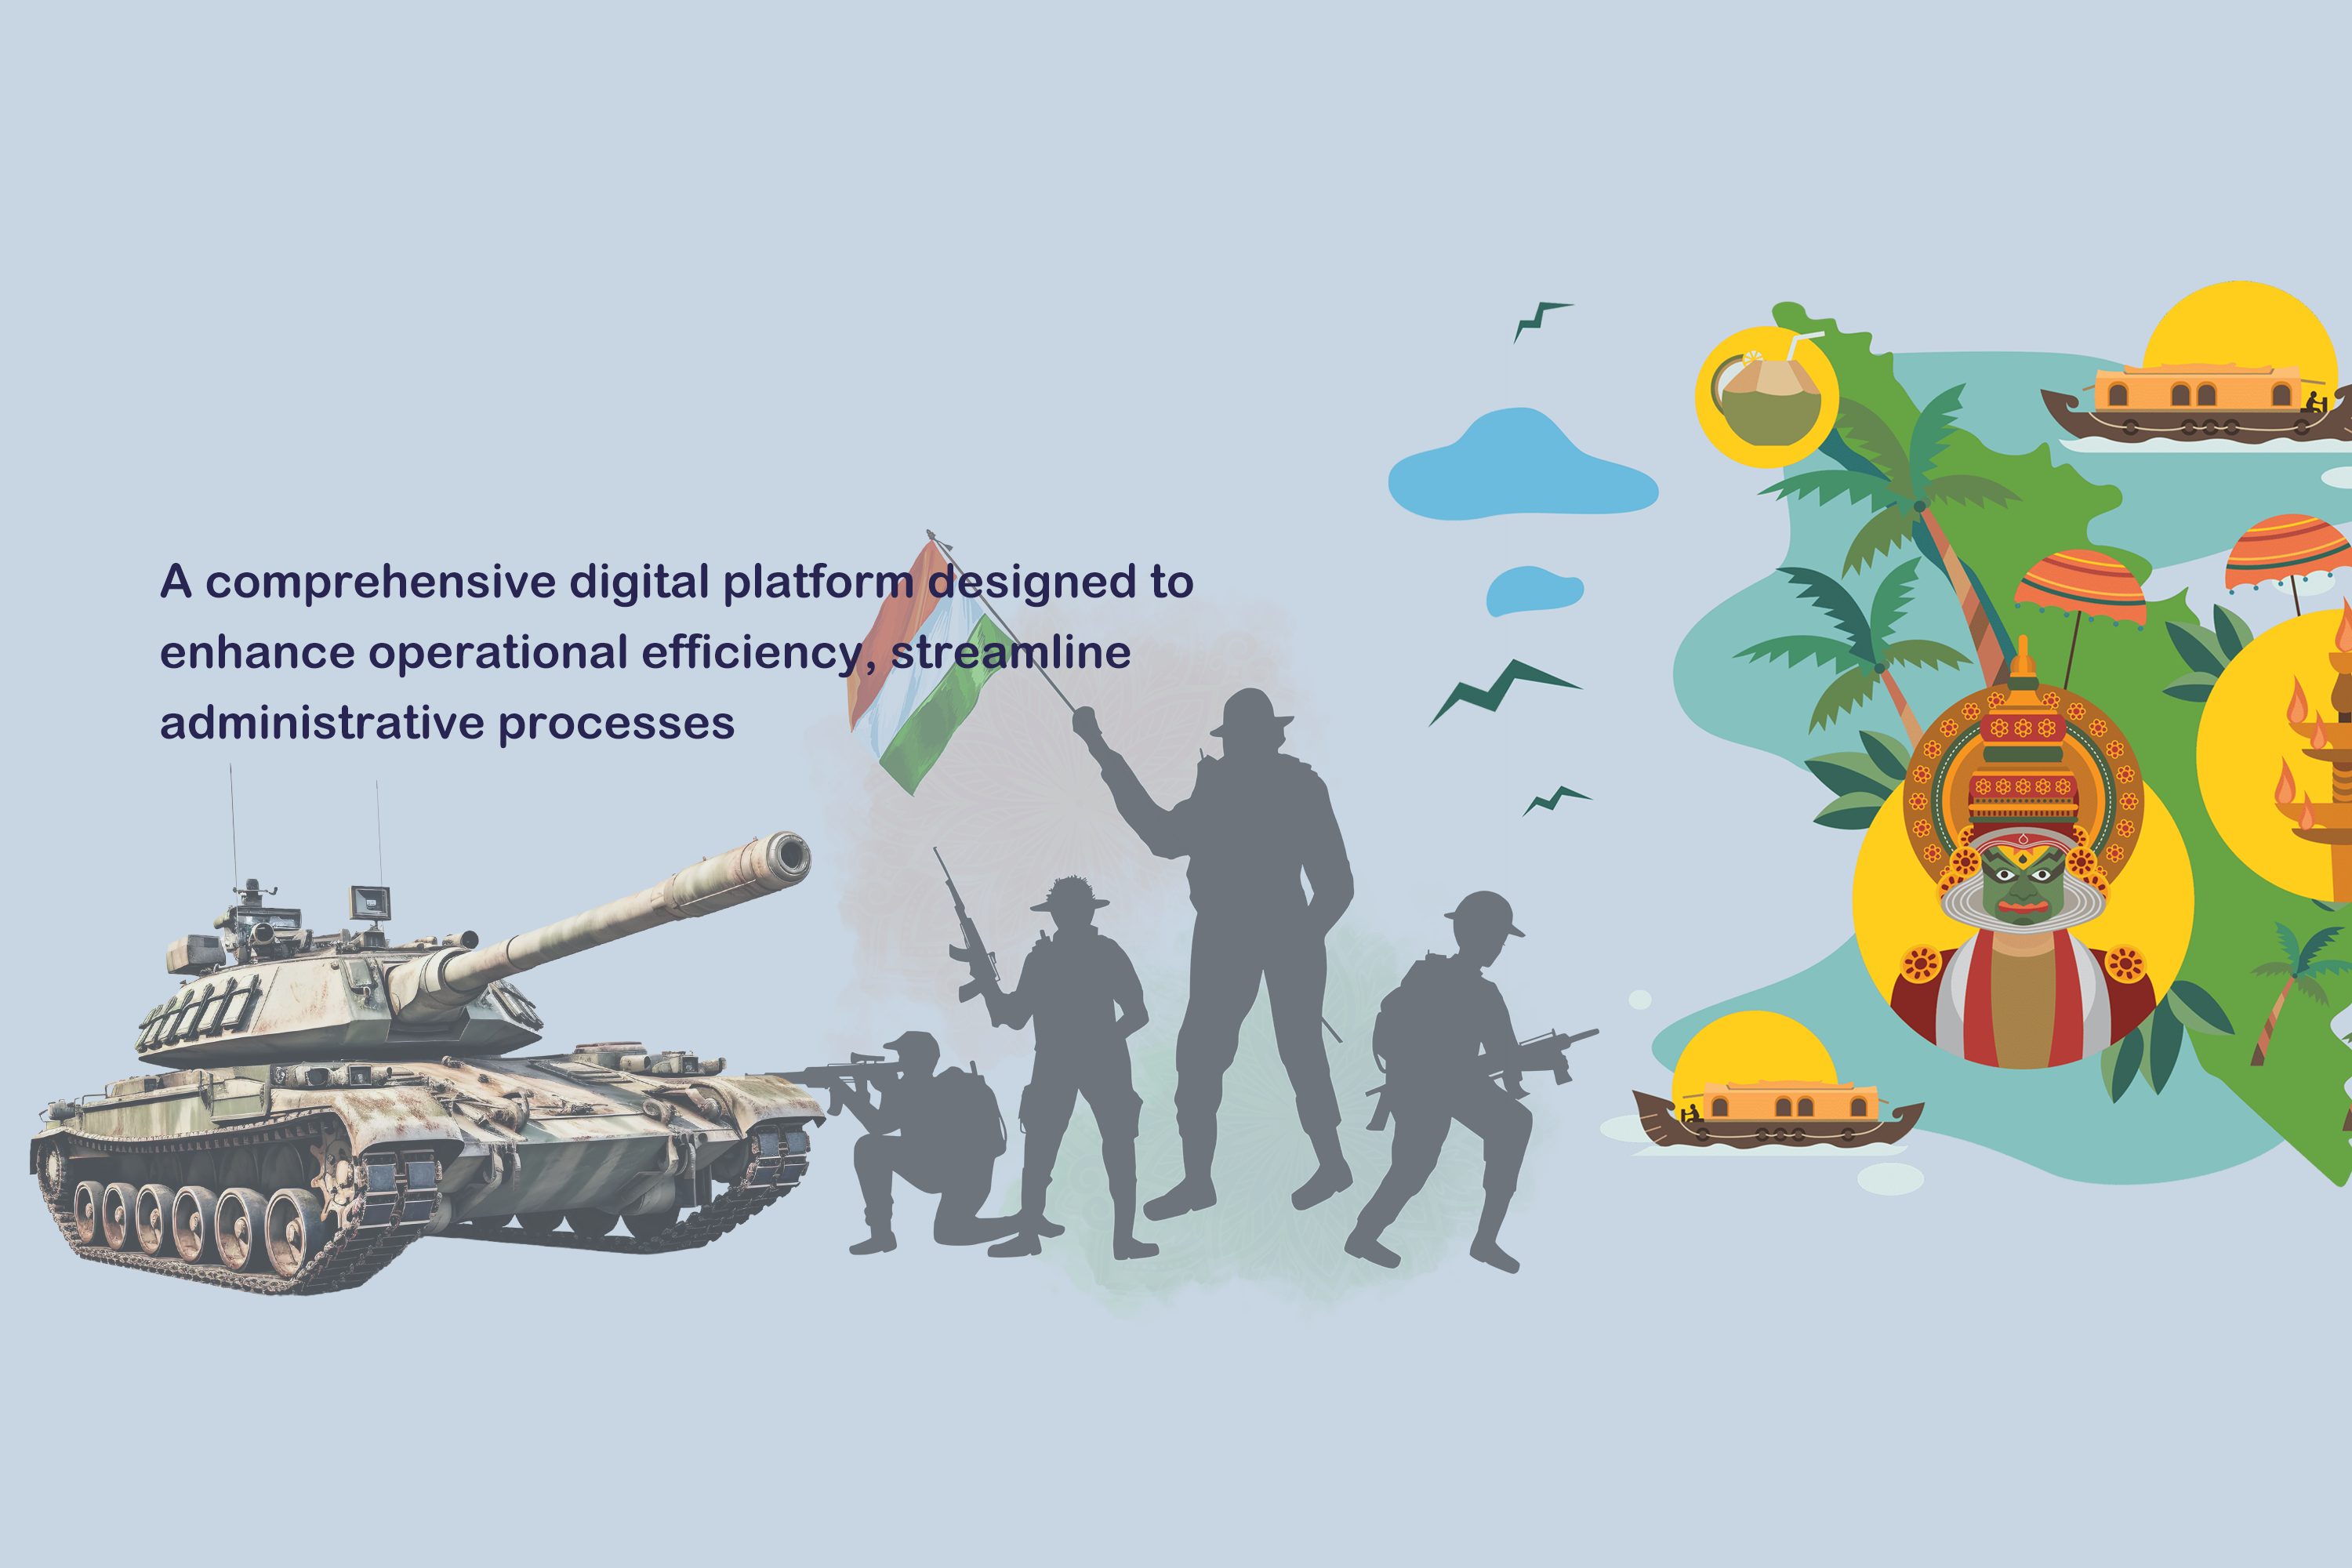 A comprehensive digital platform designed to
enhance operational efficiency, streamline
administrative processes